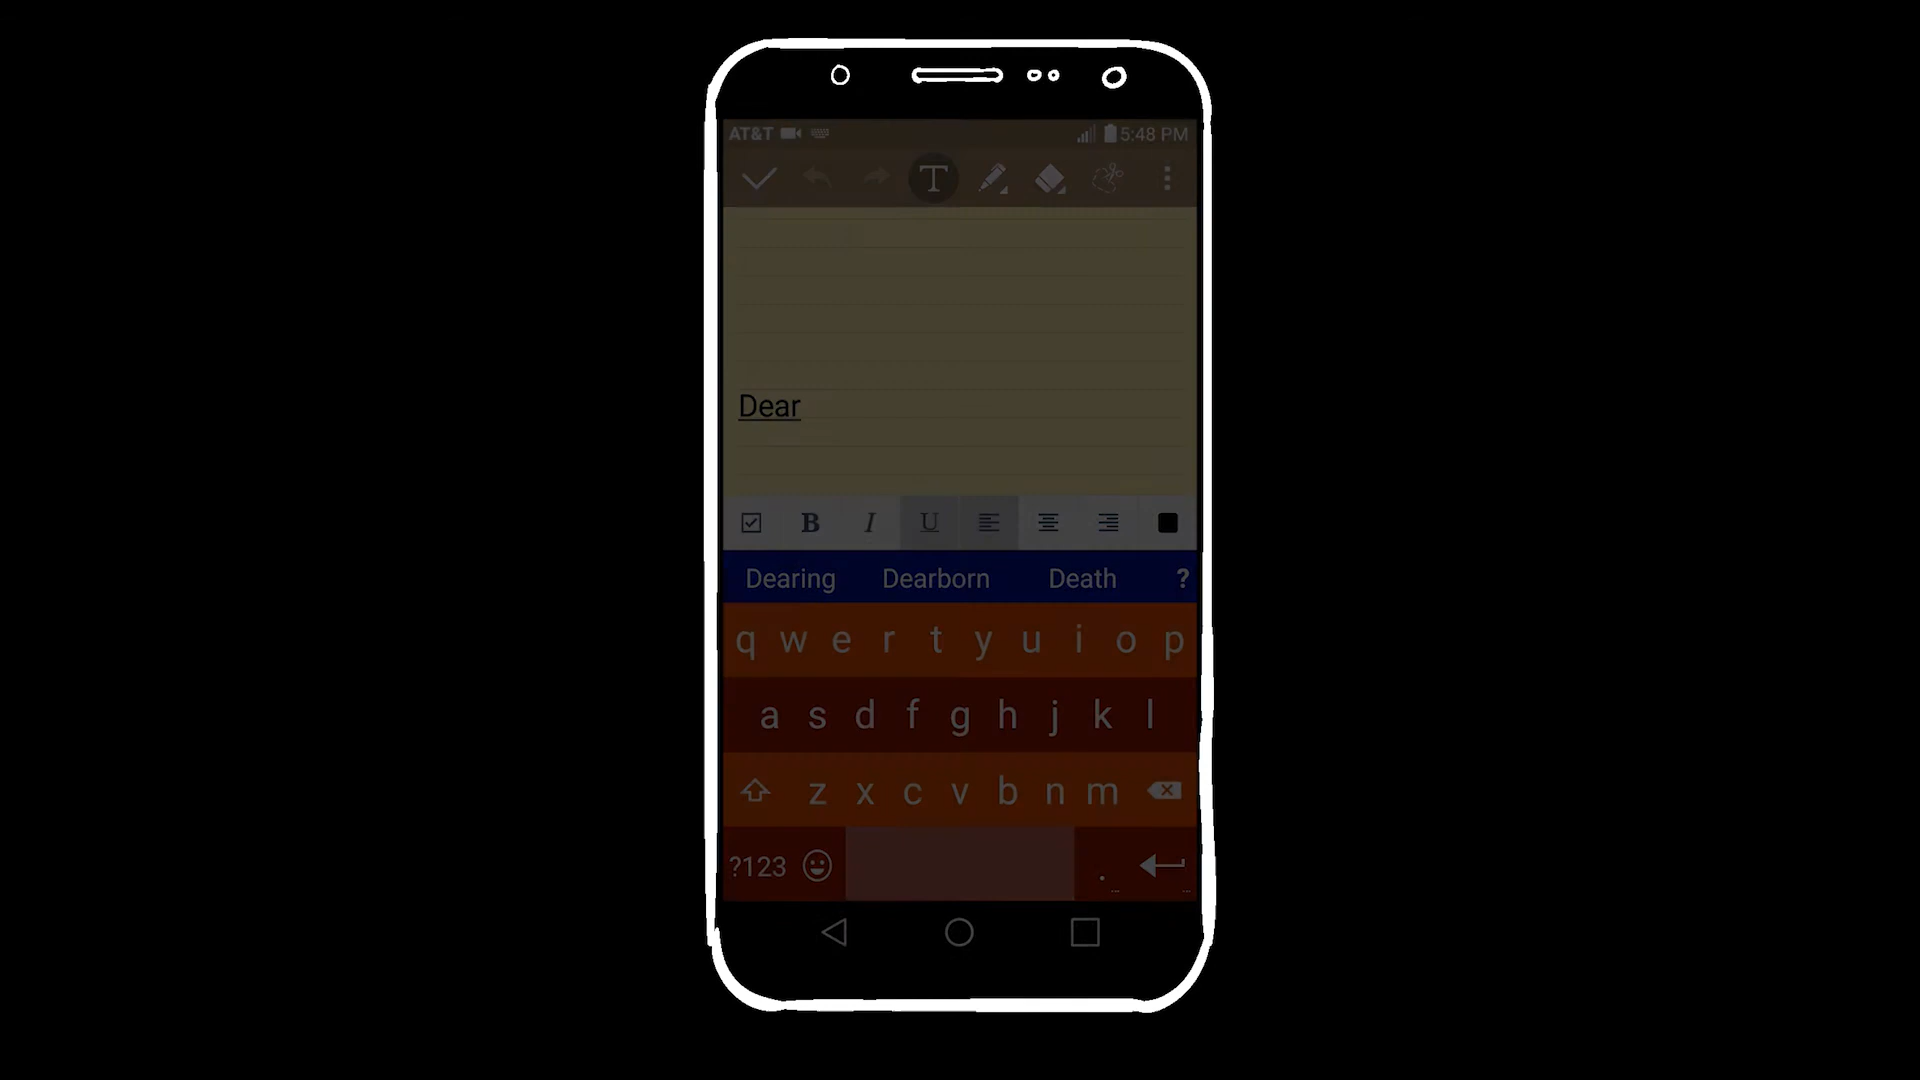 AT&T 5:48 PM
T
Dear
B I U
Dearing Dearborn Death ?
q w e r t y u i o p
a s d f g h j k l
z x c v b n m
?123 .